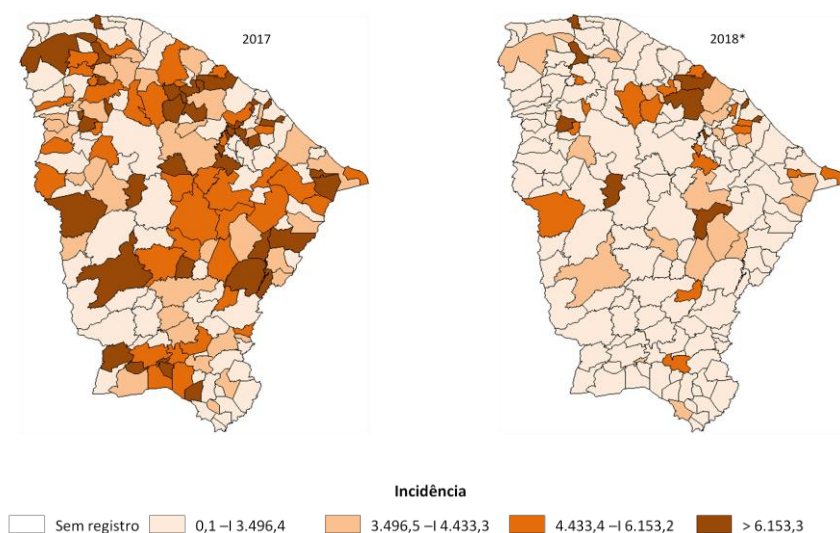 2017
2018*
Incidência
Sem registro
0,1 –I 3.496,4
3.496,5 –I 4.433,3
4.433,4 –I 6.153,2
> 6.153,3